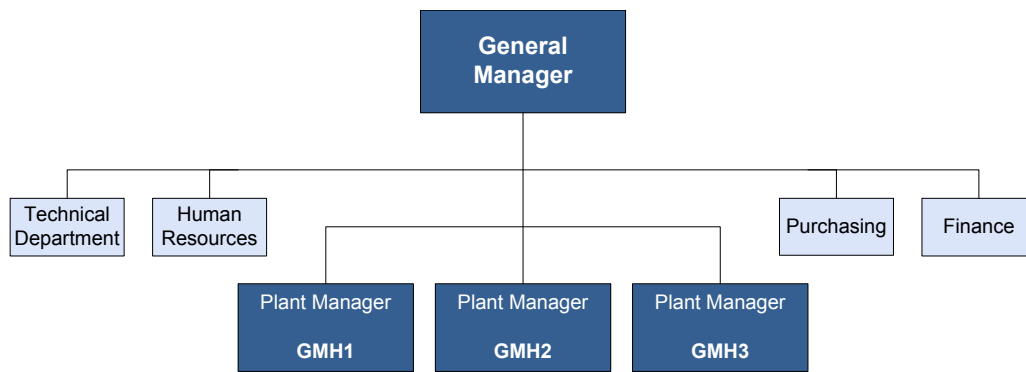 General
Manager
Technical
Department
Human
Resources
Purchasing
Finance
Plant Manager
GMH1
Plant Manager
GMH2
Plant Manager
GMH3